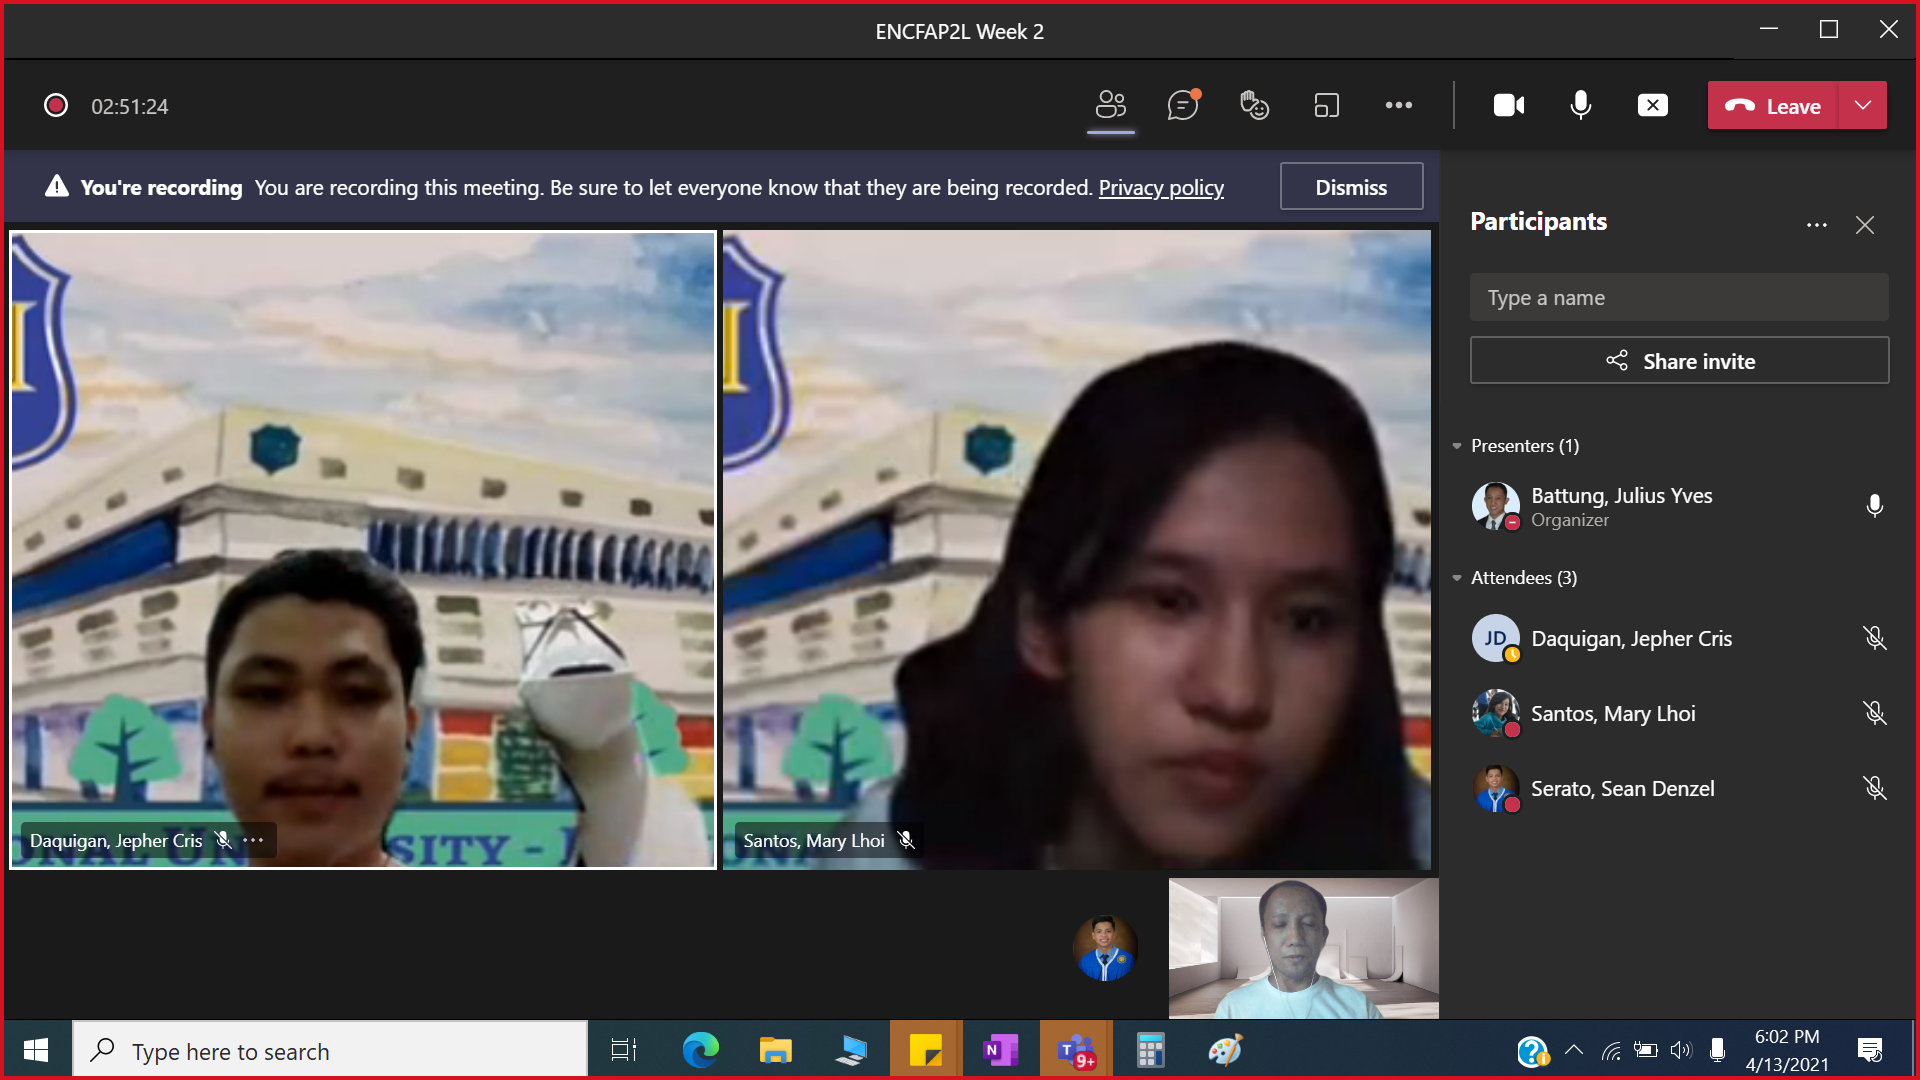 ENCFAP2L Week 2
02:51:24
Leave
You're recording You are recording this meeting. Be sure to let everyone know that they are being recorded. Privacy policy
Dismiss
Participants
Type a name
Share invite
Presenters (1)
Battung, Julius Yves
Organizer
Attendees (3)
JD Daquigan, Jepher Cris
Santos, Mary Lhoi
Serato, Sean Denzel
I
I
Daquigan, Jepher Cris
ONAL UN SITY -
Santos, Mary Lhoi
Type here to search
N
T
9+
6:02 PM
4/13/2021